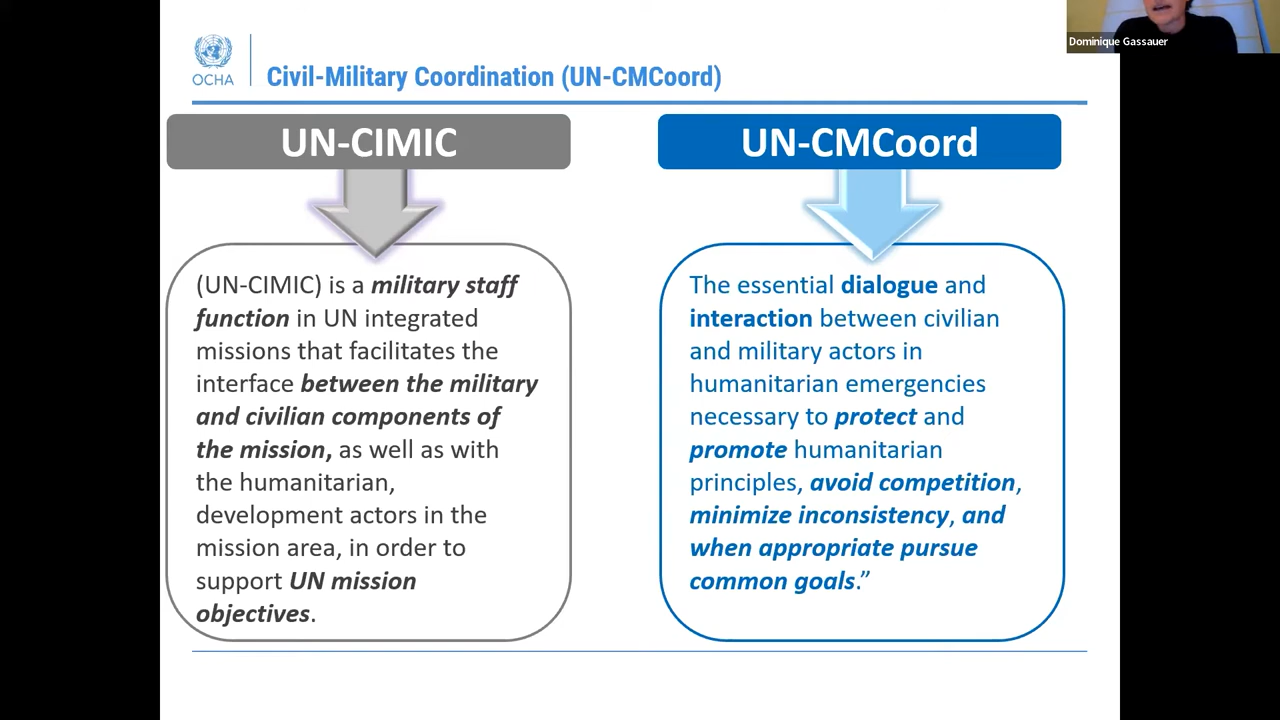 Dominique Gassauer
OCHA
Civil-Military Coordination (UN-CMCoord)
UN-CIMIC
(UN-CIMIC) is a military staff
function in UN integrated
missions that facilitates the
interface between the military
and civilian components of
the mission, as well as with
the humanitarian,
development actors in the
mission area, in order to
support UN mission
objectives.
UN-CMCoord
The essential dialogue and
interaction between civilian
and military actors in
humanitarian emergencies
necessary to protect and
promote humanitarian
principles, avoid competition,
minimize inconsistency, and
when appropriate pursue
common goals.”